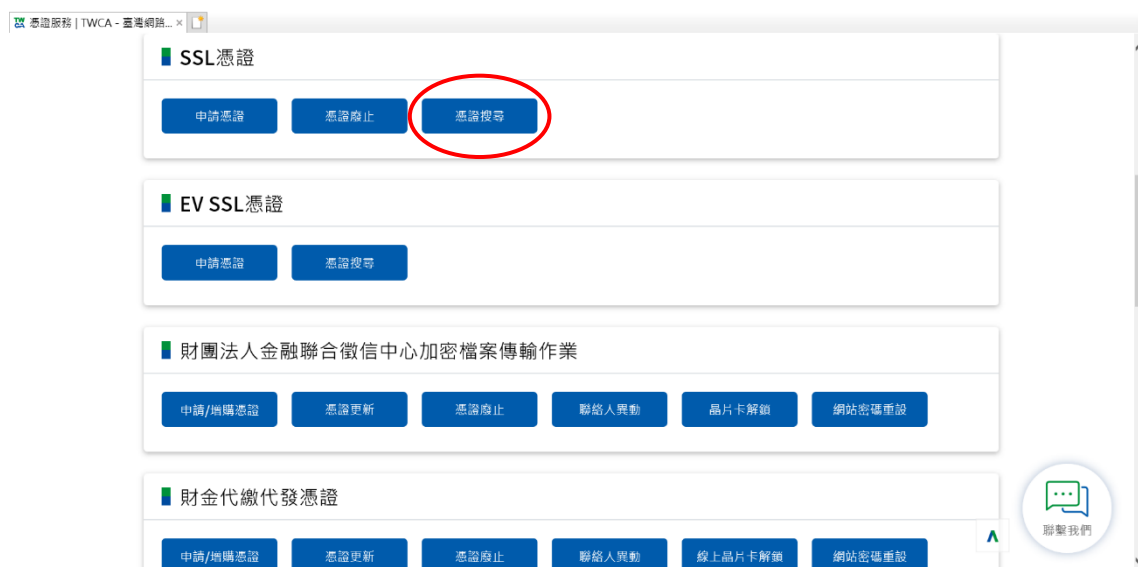 憑證服務 | TWCA - 臺灣網路...
SSL憑證
申請憑證 憑證廢止 憑證搜尋
EV SSL憑證
申請憑證 憑證搜尋
財團法人金融聯合徵信中心加密檔案傳輸作業
申請/增購憑證 憑證更新 憑證廢止 聯絡人異動 晶片卡解鎖 網站密碼重設
財金代繳代發憑證
申請/增購憑證 憑證更新 憑證廢止 聯絡人異動 線上晶片卡解鎖 網站密碼重設
聯繫我們